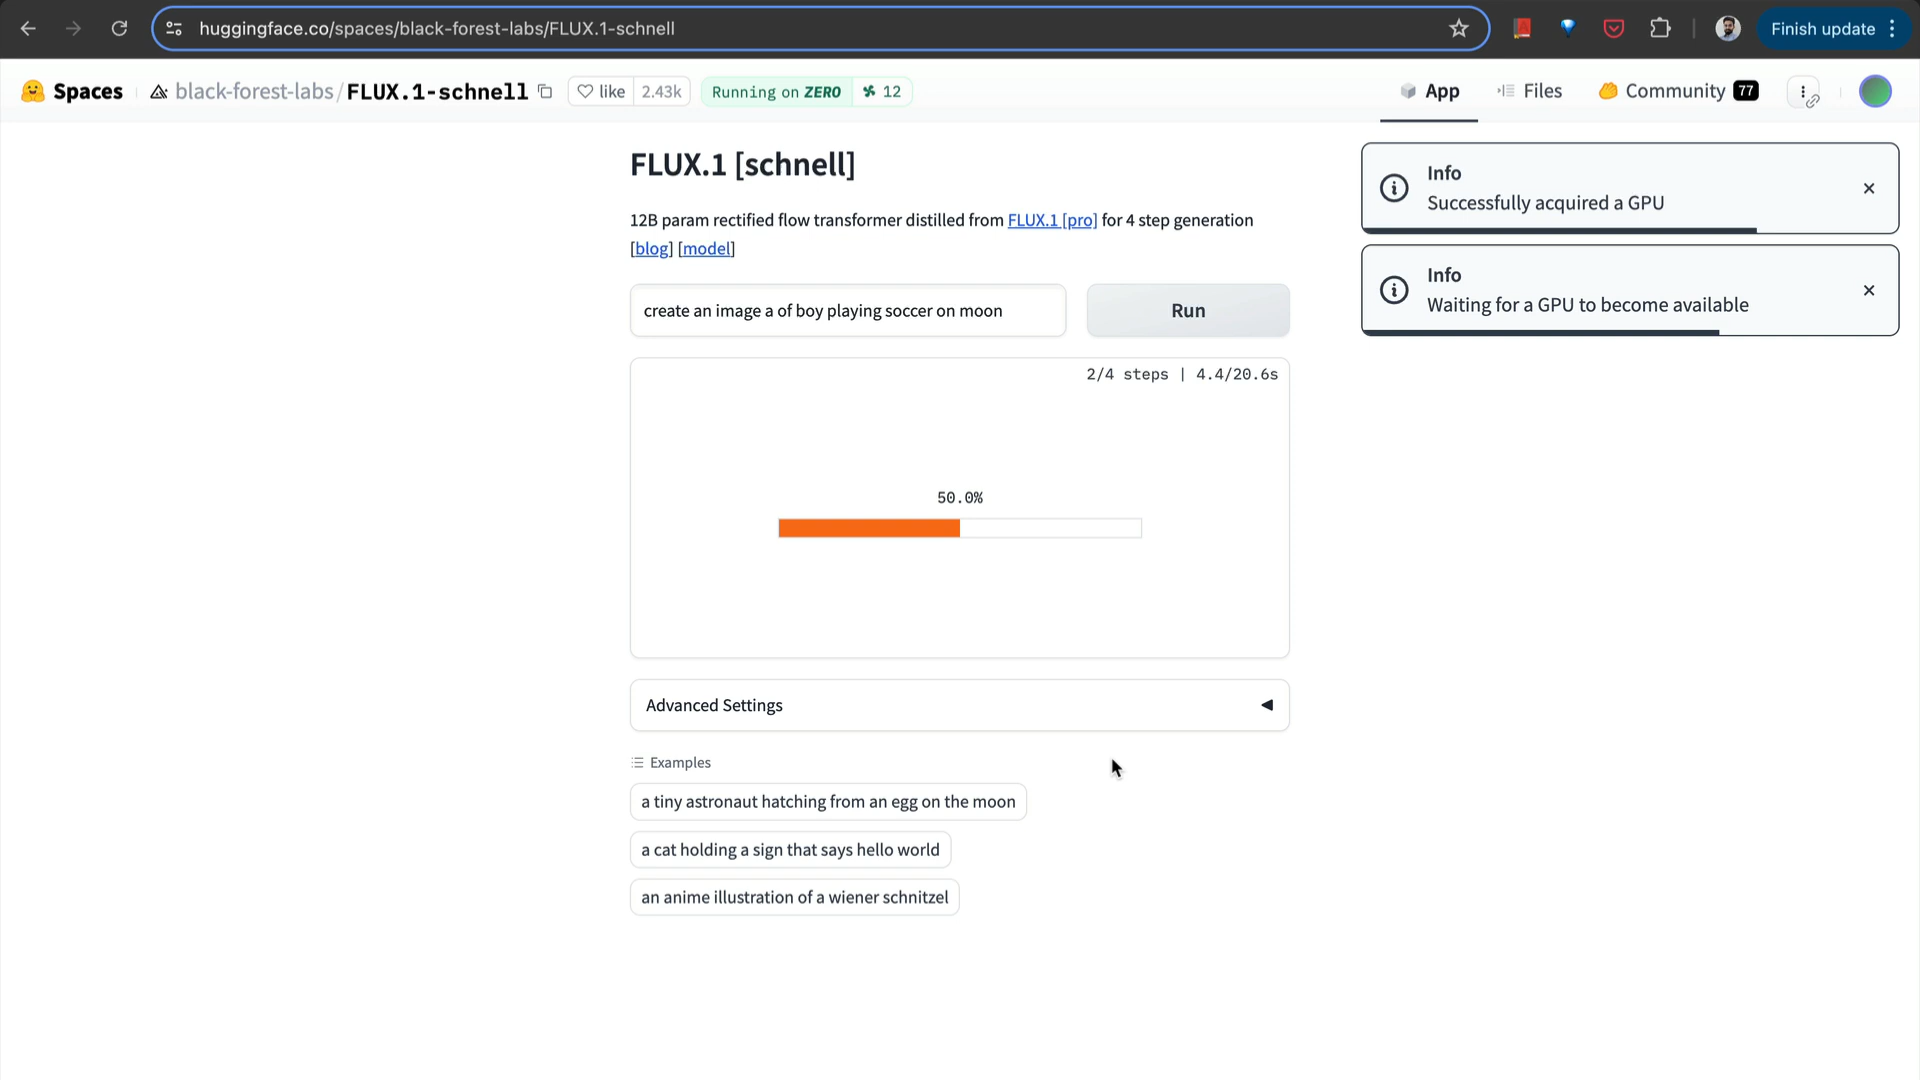 huggingface.co/spaces/black-forest-labs/FLUX.1-schnell
Finish update
Spaces
black-forest-labs/FLUX.1-schnell
like 2.43k
Running on ZERO 12
App
Files
Community 77
FLUX.1 [schnell]
12B param rectified flow transformer distilled from FLUX.1 [pro] for 4 step generation
[blog] [model]
create an image a of boy playing soccer on moon
Run
2/4 steps | 4.4/20.6s
50.0%
Advanced Settings
Examples
a tiny astronaut hatching from an egg on the moon
a cat holding a sign that says hello world
an anime illustration of a wiener schnitzel
Info
Successfully acquired a GPU
Info
Waiting for a GPU to become available